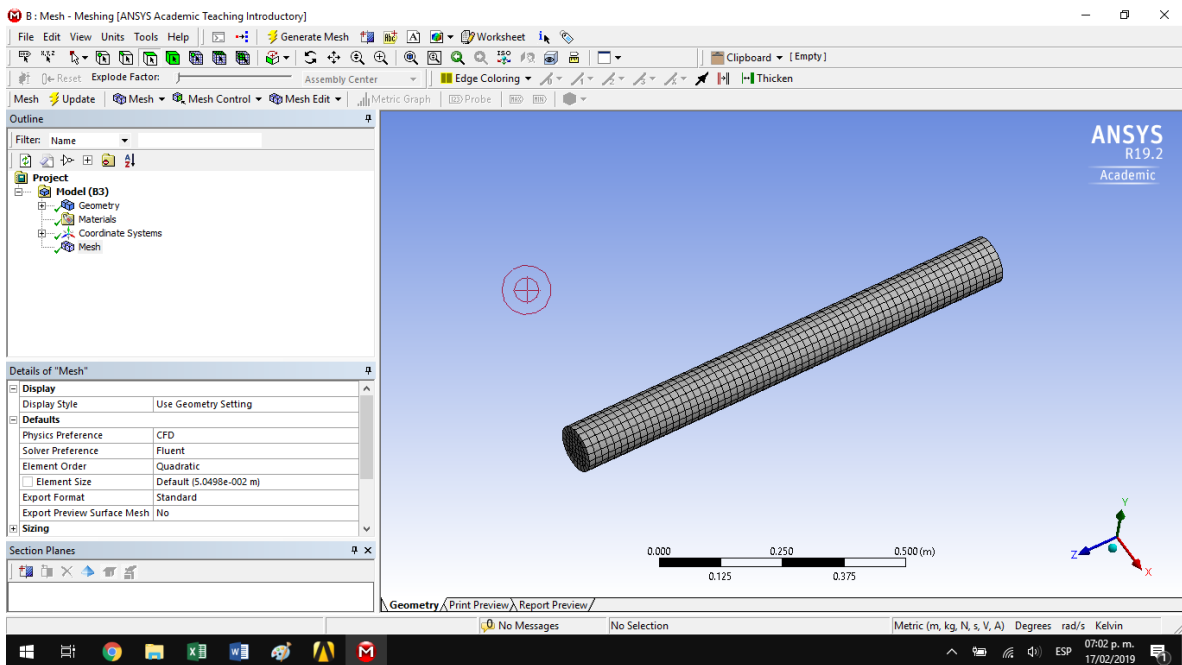 B : Mesh - Meshing [ANSYS Academic Teaching Introductory]
File Edit View Units Tools Help Generate Mesh A Worksheet
Clipboard [Empty]
Reset Explode Factor: Assembly Center Edge Coloring Thicken
Mesh Update Mesh Mesh Control Mesh Edit Metric Graph Probe MAX MIN
Outline
Filter: Name
Project
Model (B3)
Geometry
Materials
Coordinate Systems
Mesh
ANSYS
R19.2
Academic
Details of "Mesh"
Display
Display Style Use Geometry Setting
Defaults
Physics Preference CFD
Solver Preference Fluent
Element Order Quadratic
Element Size Default (5.0498e-002 m)
Export Format Standard
Export Preview Surface Mesh No
Sizing
Section Planes
0.000 0.250 0.500 (m)
0.125 0.375
Y
Z
X
Geometry Print Preview Report Preview
0 No Messages No Selection Metric (m, kg, N, s, V, A) Degrees rad/s Kelvin
ESP 07:02 p. m.
17/02/2019